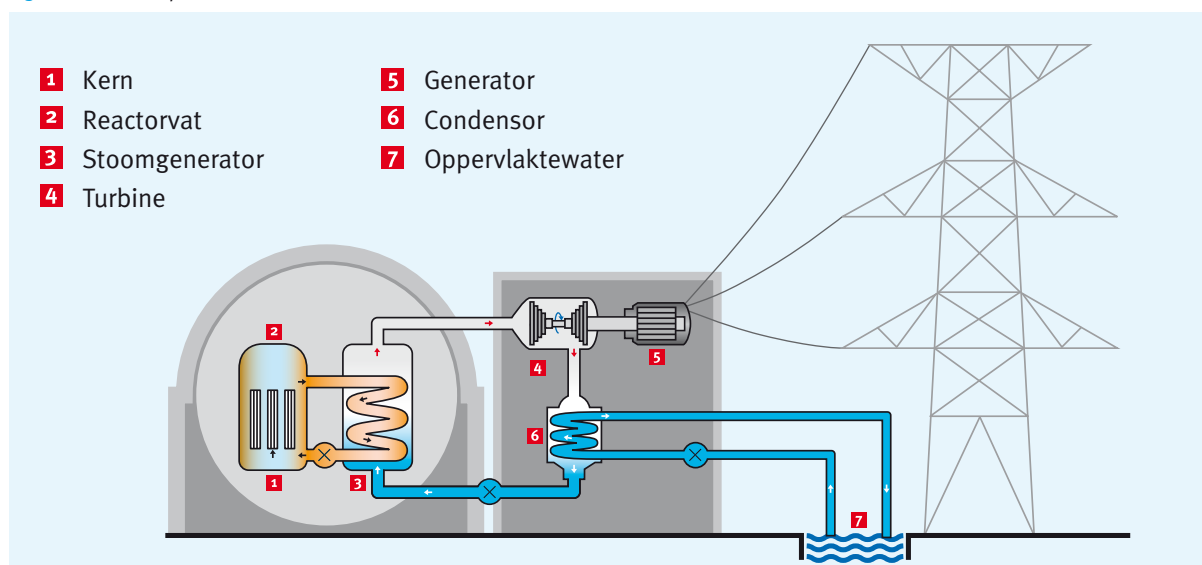 1 Kern
2 Reactorvat
3 Stoomgenerator
4 Turbine
5 Generator
6 Condensor
7 Oppervlaktewater
2
4
5
6
1
3
7